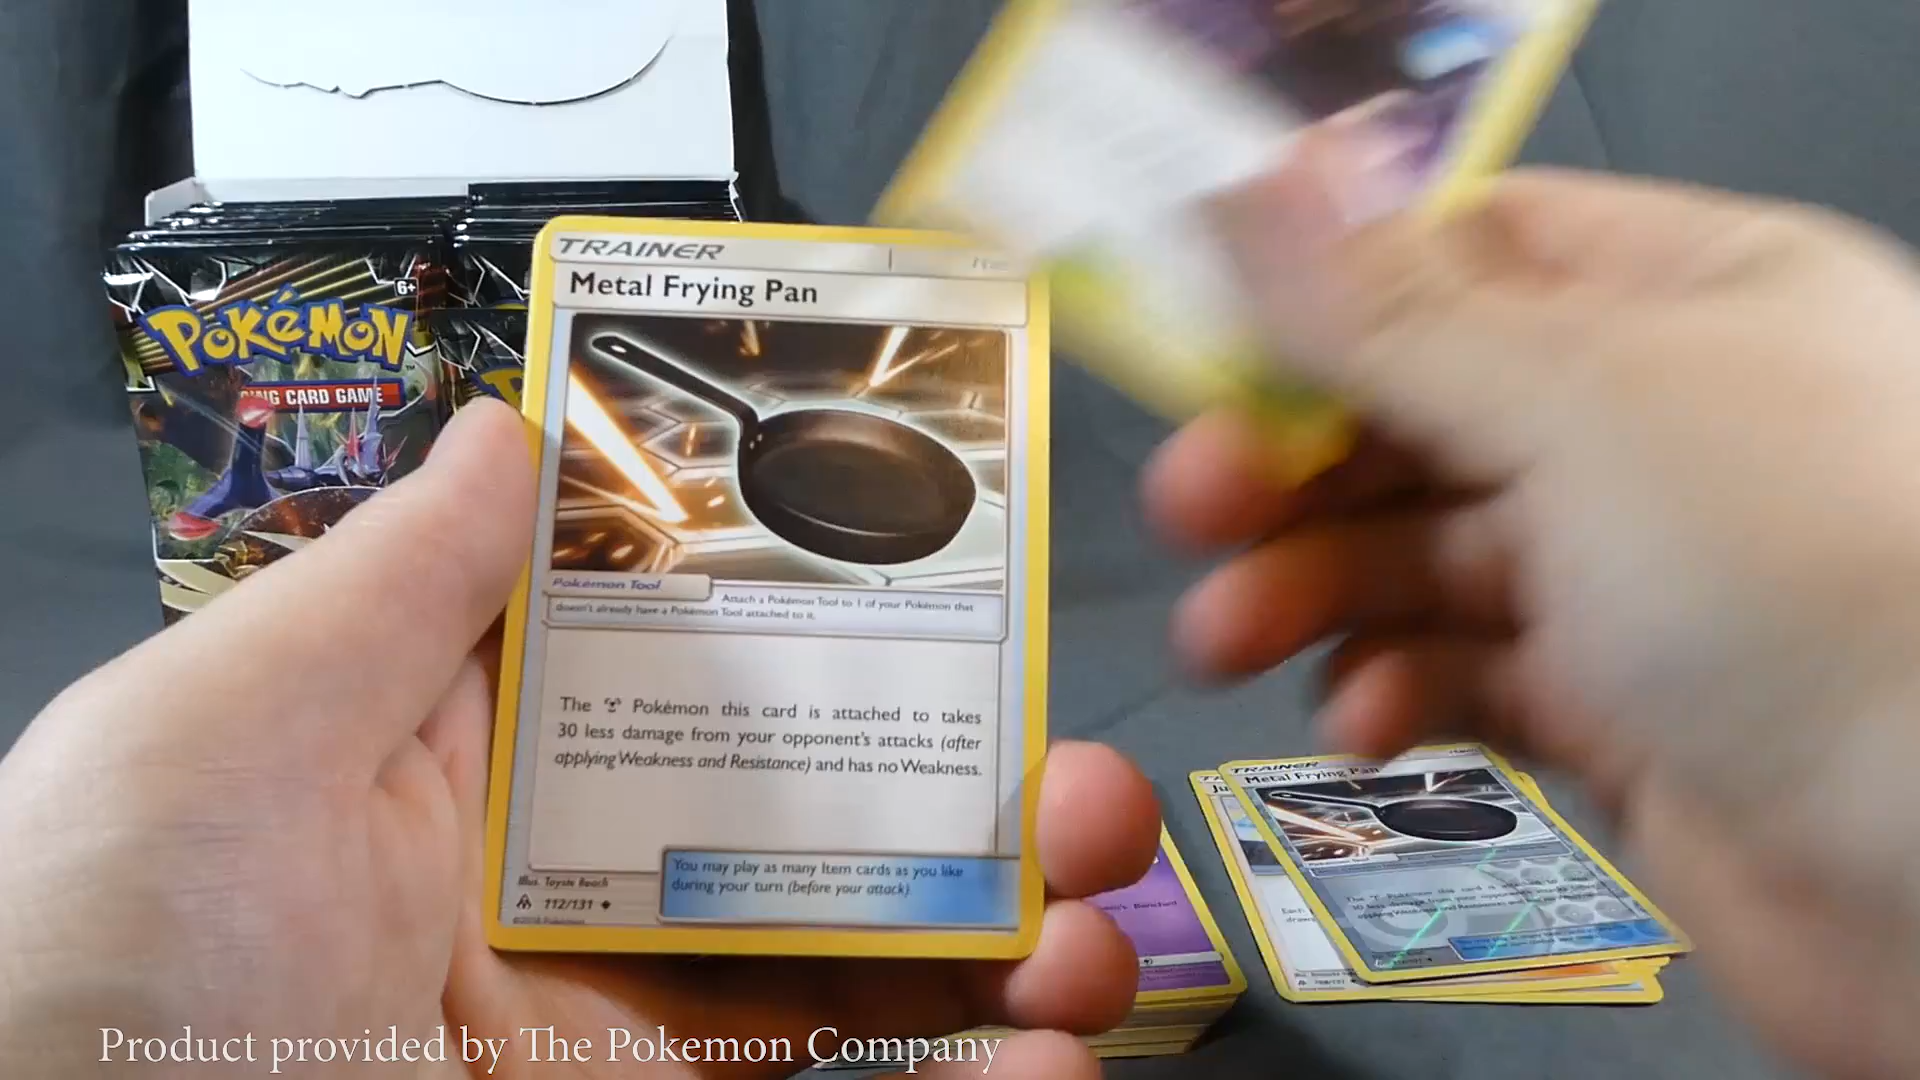 6+
POKéMON
CARD GAME
TRAINER
Metal Frying Pan
Pokémon Tool
Attach a Pokémon Tool to 1 of your Pokémon that
doesn't already have a Pokémon Tool attached to it.
The Pokémon this card is attached to takes
30 less damage from your opponent's attacks (after
applying Weakness and Resistance) and has no Weakness.
You may play as many Item cards as you like
during your turn (before your attack).
Illus. Toyste Beach
112/131
TRAINER
Metal Frying Pan
Ju
Product provided by The Pokemon Company